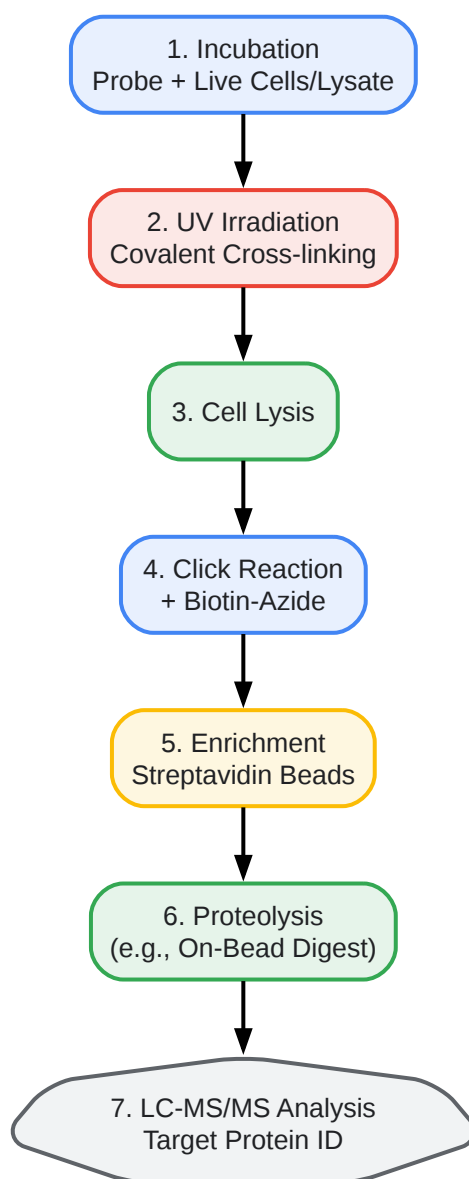 1. Incubation
Probe + Live Cells/Lysate
2. UV Irradiation
Covalent Cross-linking
3. Cell Lysis
4. Click Reaction
+ Biotin-Azide
5. Enrichment
Streptavidin Beads
6. Proteolysis
(e.g., On-Bead Digest)
7. LC-MS/MS Analysis
Target Protein ID